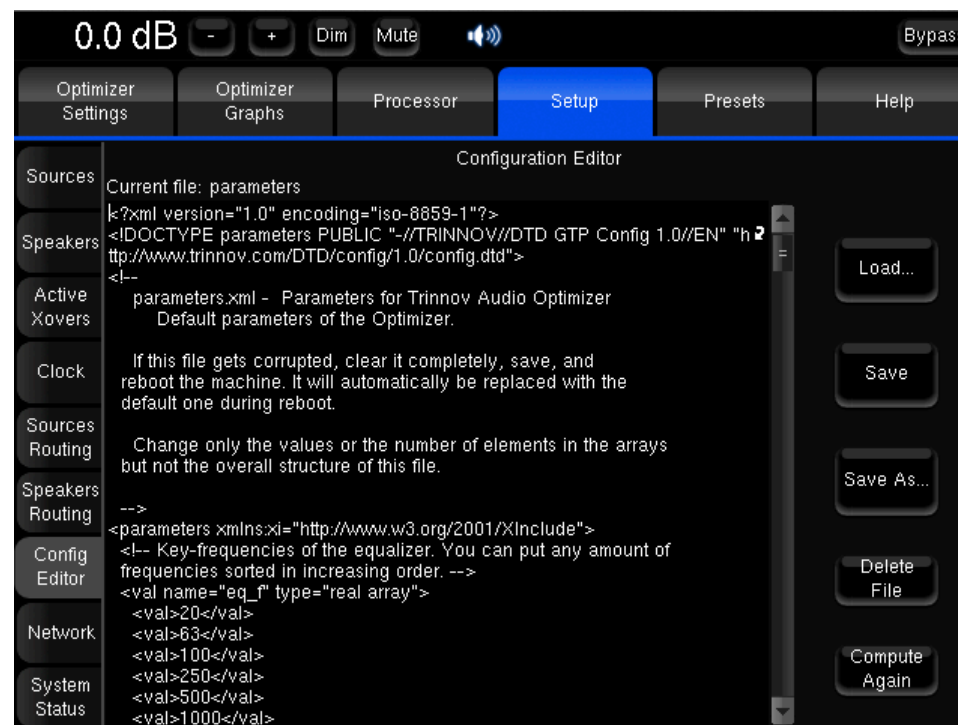 0.0 dB - + Dim Mute Bypas
Optimizer Settings
Optimizer Graphs
Processor
Setup
Presets
Help
Sources
Speakers
Active Xovers
Clock
Sources Routing
Speakers Routing
Config Editor
Network
System Status
Configuration Editor
Current file: parameters
<?xml version="1.0" encoding="iso-8859-1"?>
<!DOCTYPE parameters PUBLIC "-//TRINNOV//DTD GTP Config 1.0//EN" "h
ttp://www.trinnov.com/DTD/config/1.0/config.dtd">
<!--
parameters.xml - Parameters for Trinnov Audio Optimizer
Default parameters of the Optimizer.
If this file gets corrupted, clear it completely, save, and
reboot the machine. It will automatically be replaced with the
default one during reboot.
Change only the values or the number of elements in the arrays
but not the overall structure of this file.
-->
<parameters xmlns:xi="http://www.w3.org/2001/XInclude">
<!-- Key-frequencies of the equalizer. You can put any amount of
frequencies sorted in increasing order. -->
<val name="eq_f" type="real array">
<val>20</val>
<val>63</val>
<val>100</val>
<val>250</val>
<val>500</val>
<val>1000</val>
Load...
Save
Save As...
Delete File
Compute Again